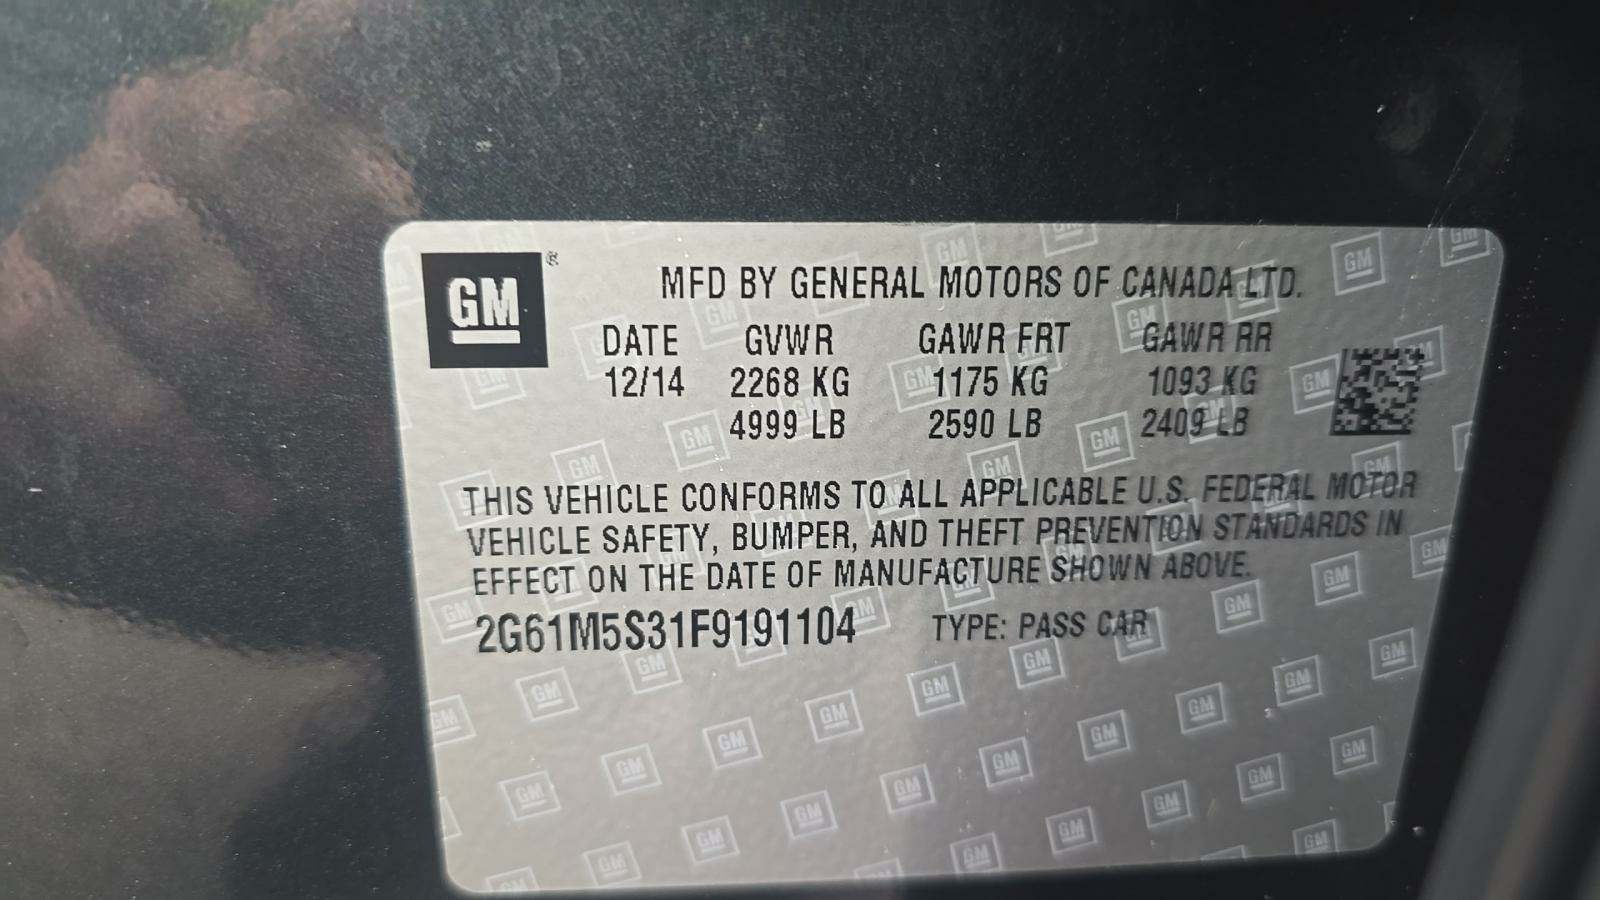 GM ®
MFD BY GENERAL MOTORS OF CANADA LTD.
DATE GVWR GAWR FRT GAWR RR
12/14 2268 KG 1175 KG 1093 KG
4999 LB 2590 LB 2409 LB
THIS VEHICLE CONFORMS TO ALL APPLICABLE U.S. FEDERAL MOTOR
VEHICLE SAFETY, BUMPER, AND THEFT PREVENTION STANDARDS IN
EFFECT ON THE DATE OF MANUFACTURE SHOWN ABOVE.
2G61M5S31F9191104 TYPE: PASS CAR